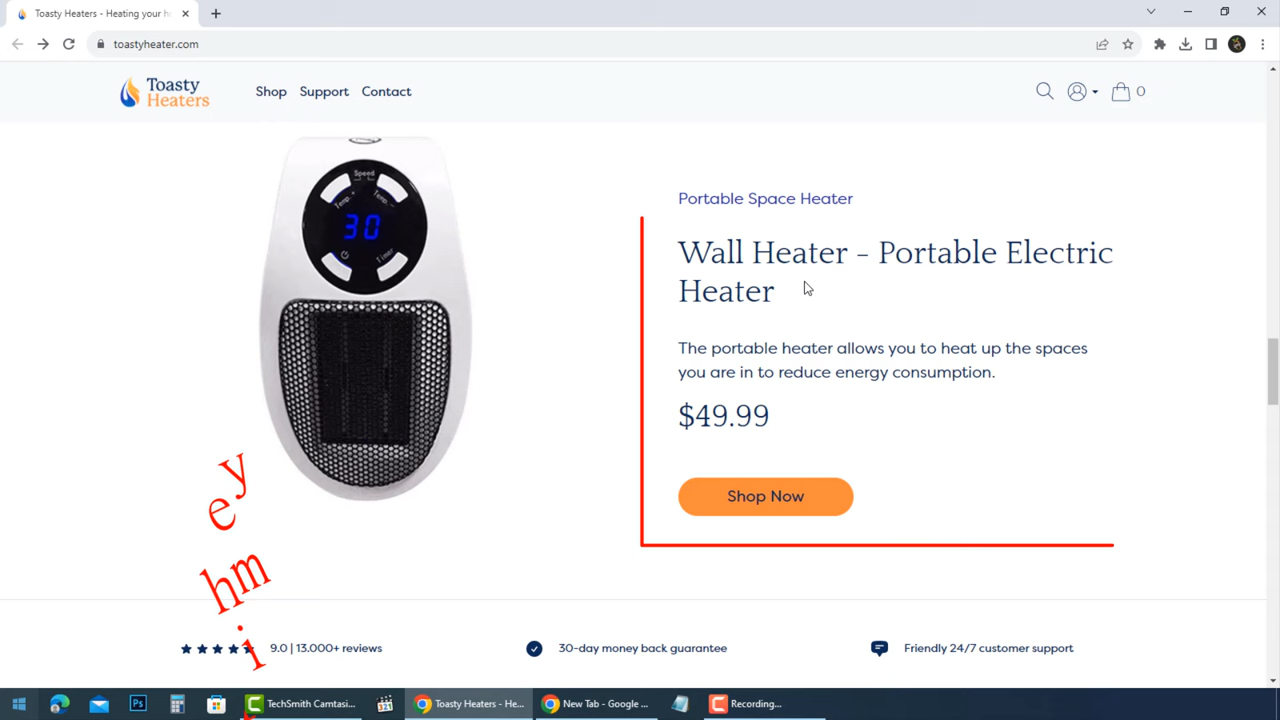 Toasty Heaters - Heating your h
toastyheater.com
Toasty
Heaters
Shop
Support
Contact
0
Speed
Temp. +
Temp. -
30
Timer
Portable Space Heater
Wall Heater - Portable Electric
Heater
The portable heater allows you to heat up the spaces
you are in to reduce energy consumption.
$49.99
Shop Now
y
e
hm
i
9.0 | 13.000+ reviews
30-day money back guarantee
Friendly 24/7 customer support
Ps
TechSmith Camtasi...
Toasty Heaters - He...
New Tab - Google ...
Recording...